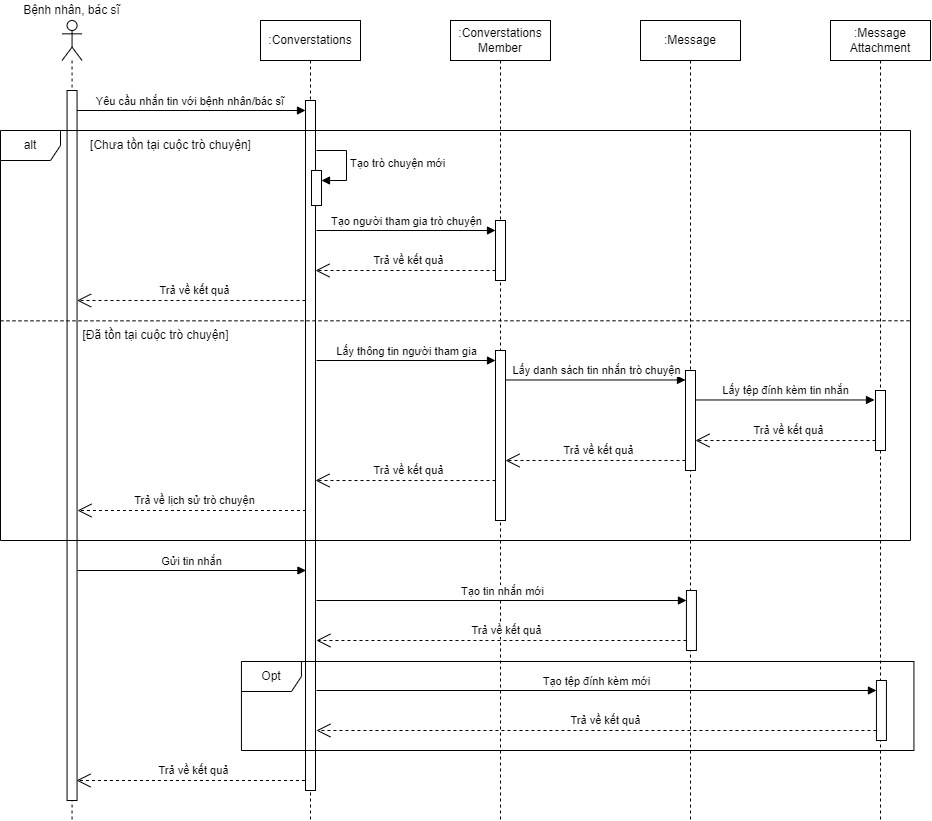 Bệnh nhân, bác sĩ
:Converstations
:Converstations
Member
:Message
:Message
Attachment
Yêu cầu nhắn tin với bệnh nhân/bác sĩ
alt
[Chưa tồn tại cuộc trò chuyện]
Tạo trò chuyện mới
Tạo người tham gia trò chuyện
Trả về kết quả
Trả về kết quả
[Đã tồn tại cuộc trò chuyện]
Lấy thông tin người tham gia
Lấy danh sách tin nhắn trò chuyện
Lấy tệp đính kèm tin nhắn
Trả về kết quả
Trả về kết quả
Trả về kết quả
Trả về lịch sử trò chuyện
Gửi tin nhắn
Tạo tin nhắn mới
Trả về kết quả
Opt
Tạo tệp đính kèm mới
Trả về kết quả
Trả về kết quả